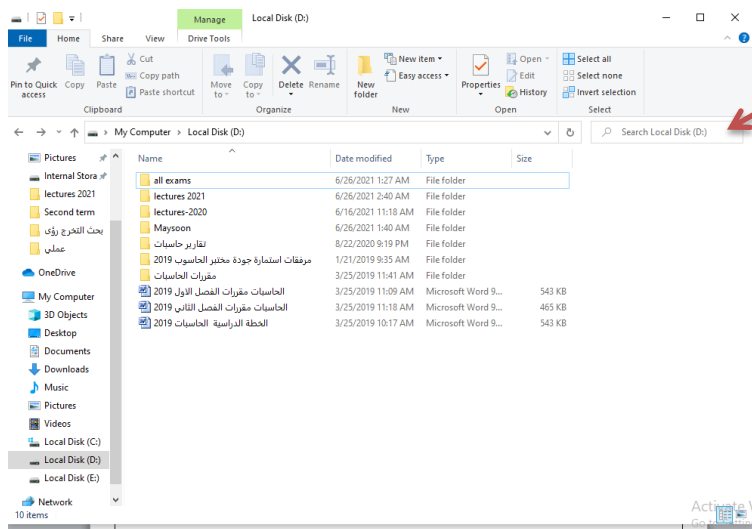 Manage Local Disk (D:)
File Home Share View Drive Tools
Pin to Quick access
Copy
Paste
Cut
Copy path
Paste shortcut
Move to
Copy to
Delete
Rename
New folder
New item
Easy access
Properties
Open
Edit
History
Select all
Select none
Invert selection
Clipboard Organize New Open Select
My Computer › Local Disk (D:)
Search Local Disk (D:)
Pictures
Internal Stora
lectures 2021
Second term
بحث التخرج رؤى
عملي
OneDrive
My Computer
3D Objects
Desktop
Documents
Downloads
Music
Pictures
Videos
Local Disk (C:)
Local Disk (D:)
Local Disk (E:)
Network
Name Date modified Type Size
all exams 6/26/2021 1:27 AM File folder
lectures 2021 6/26/2021 2:40 AM File folder
lectures-2020 6/16/2021 11:18 AM File folder
Maysoon 6/26/2021 1:40 AM File folder
تقارير حاسبات 8/22/2020 9:19 PM File folder
مرفقات استمارة جودة مختبر الحاسوب 2019 1/21/2019 9:35 AM File folder
مقررات الحاسبات 3/25/2019 11:41 AM File folder
الحاسبات مقررات الفصل الاول 2019 3/25/2019 11:09 AM Microsoft Word 9... 543 KB
الحاسبات مقررات الفصل الثاني 2019 3/25/2019 11:18 AM Microsoft Word 9... 465 KB
الخطة الدراسية الحاسبات 2019 3/25/2019 10:17 AM Microsoft Word 9... 543 KB
10 items